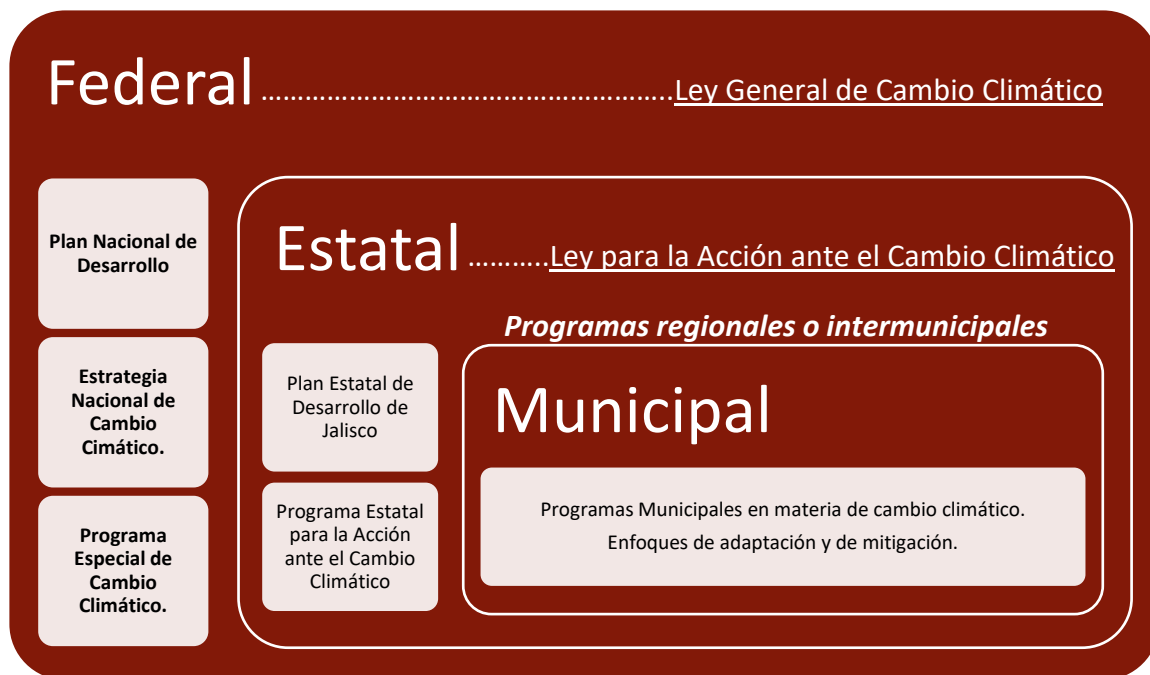 Federal ……………………………………………….Ley General de Cambio Climático
Plan Nacional de
Desarrollo
Estrategia
Nacional de
Cambio
Cimático.
Programa
Especial de
Cambio
Climático.
Estatal ………..Ley para la Acción ante el Cambio Climático
Plan Estatal de
Desarrollo de
Jalisco
Programa Estatal
para la Acción
ante el Cambio
Climático
Programas regionales o intermunicipales
Municipal
Programas Municipales en materia de cambio climático.
Enfoques de adaptación y de mitigación.